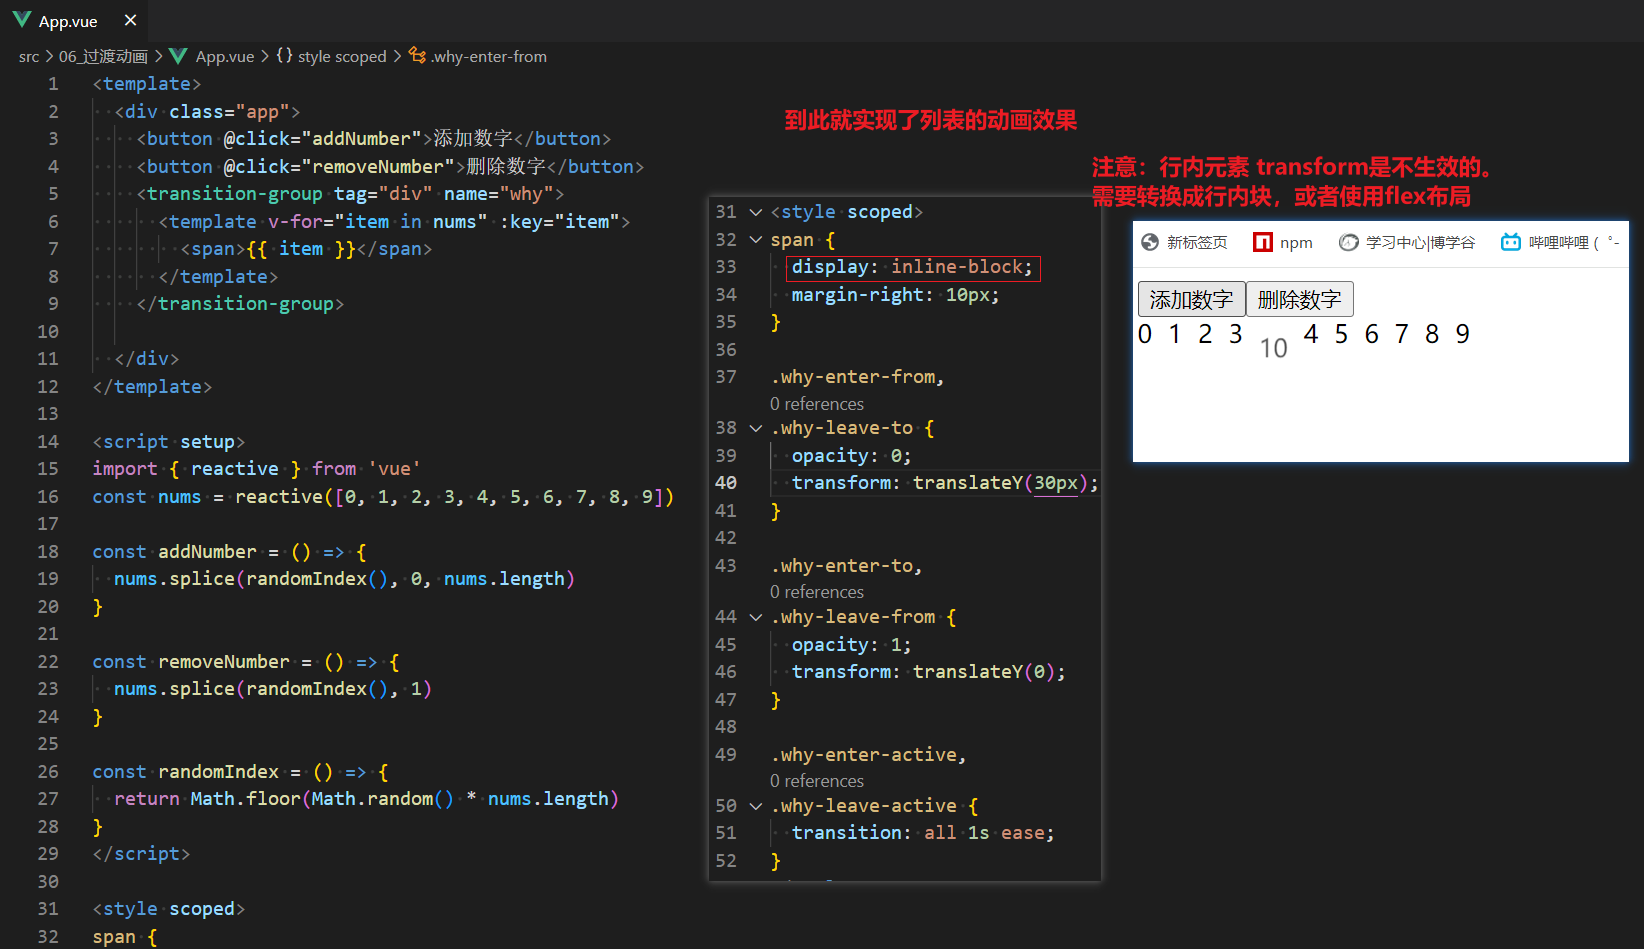 App.vue
src > 06_过渡动画 > App.vue > {} style scoped > .why-enter-from
1 <template>
2 <div class="app">
3 <button @click="addNumber">添加数字</button>
4 <button @click="removeNumber">删除数字</button>
5 <transition-group tag="div" name="why">
6 <template v-for="item in nums" :key="item">
7 <span>{{ item }}</span>
8 </template>
9 </transition-group>
10
11 </div>
12 </template>
13
14 <script setup>
15 import { reactive } from 'vue'
16 const nums = reactive([0, 1, 2, 3, 4, 5, 6, 7, 8, 9])
17
18 const addNumber = () => {
19 nums.splice(randomIndex(), 0, nums.length)
20 }
21
22 const removeNumber = () => {
23 nums.splice(randomIndex(), 1)
24 }
25
26 const randomIndex = () => {
27 return Math.floor(Math.random() * nums.length)
28 }
29 </script>
30
31 <style scoped>
32 span {
到此就实现了列表的动画效果
31 <style scoped>
32 span {
33 display: inline-block;
34 margin-right: 10px;
35 }
36
37 .why-enter-from,
0 references
38 .why-leave-to {
39 opacity: 0;
40 transform: translateY(30px);
41 }
42
43 .why-enter-to,
0 references
44 .why-leave-from {
45 opacity: 1;
46 transform: translateY(0);
47 }
48
49 .why-enter-active,
0 references
50 .why-leave-active {
51 transition: all 1s ease;
52 }
注意：行内元素 transform是不生效的。
需要转换成行内块，或者使用flex布局
新标签页 npm 学习中心|博学谷 哔哩哔哩 ( ゜-
添加数字 删除数字
0 1 2 3 10 4 5 6 7 8 9